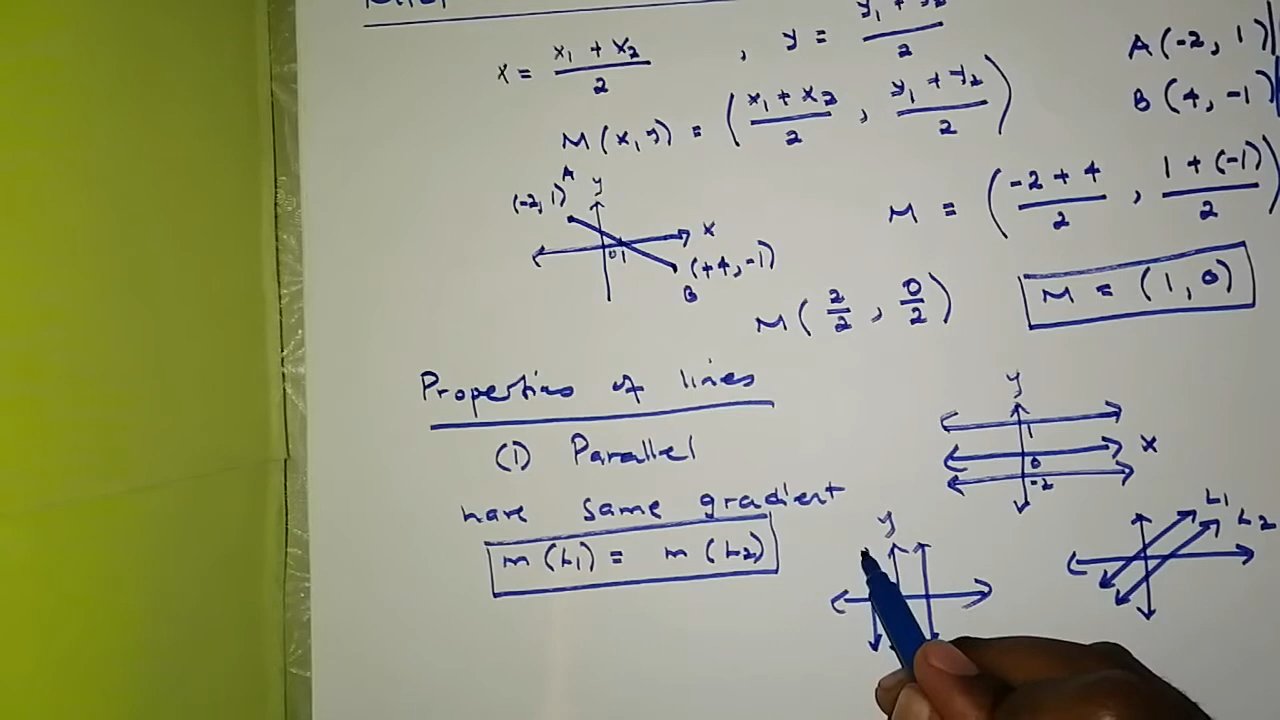 x = (x₁ + x₂)/2 , y = (y₁ + y₂)/2
A(-2, 1)
B(4, -1)
M(x, y) = ((x₁ + x₂)/2 , (y₁ + y₂)/2)
M = ((-2 + 4)/2 , (1 + (-1))/2)
A
(-2, 1)
y
x
0 1
(+4, -1)
B
M(2/2 , 0/2)
M = (1, 0)
Properties of lines
(1) Parallel
have same gradient
m(L1) = m(L2)
y
1
0
x
-2
y
L1
L2